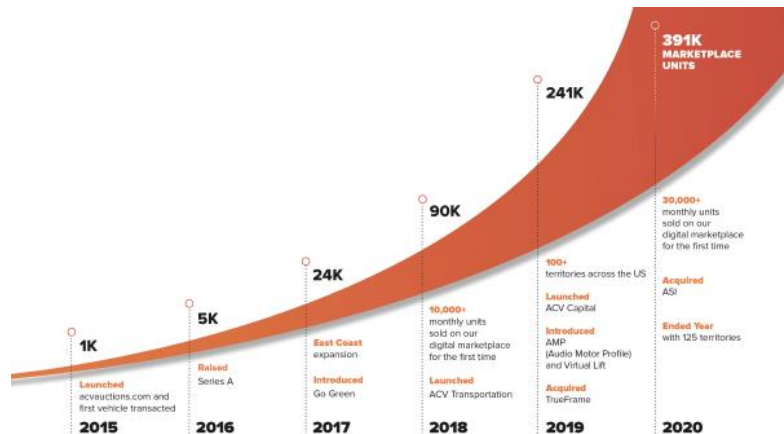 1K
Launched
acvauctions.com and
first vehicle transacted
2015
5K
Raised
Series A
2016
24K
East Coast
expansion
Introduced
Go Green
2017
90K
10,000+
monthly units
sold on our
digital marketplace
for the first time
Launched
ACV Transportation
2018
241K
100+
territories across the US
Launched
ACV Capital
Introduced
AMP
(Audio Motor Profile)
and Virtual Lift
Acquired
TrueFrame
2019
391K
MARKETPLACE
UNITS
30,000+
monthly units
sold on our
digital marketplace
for the first time
Acquired
ASI
Ended Year
with 125 territories
2020